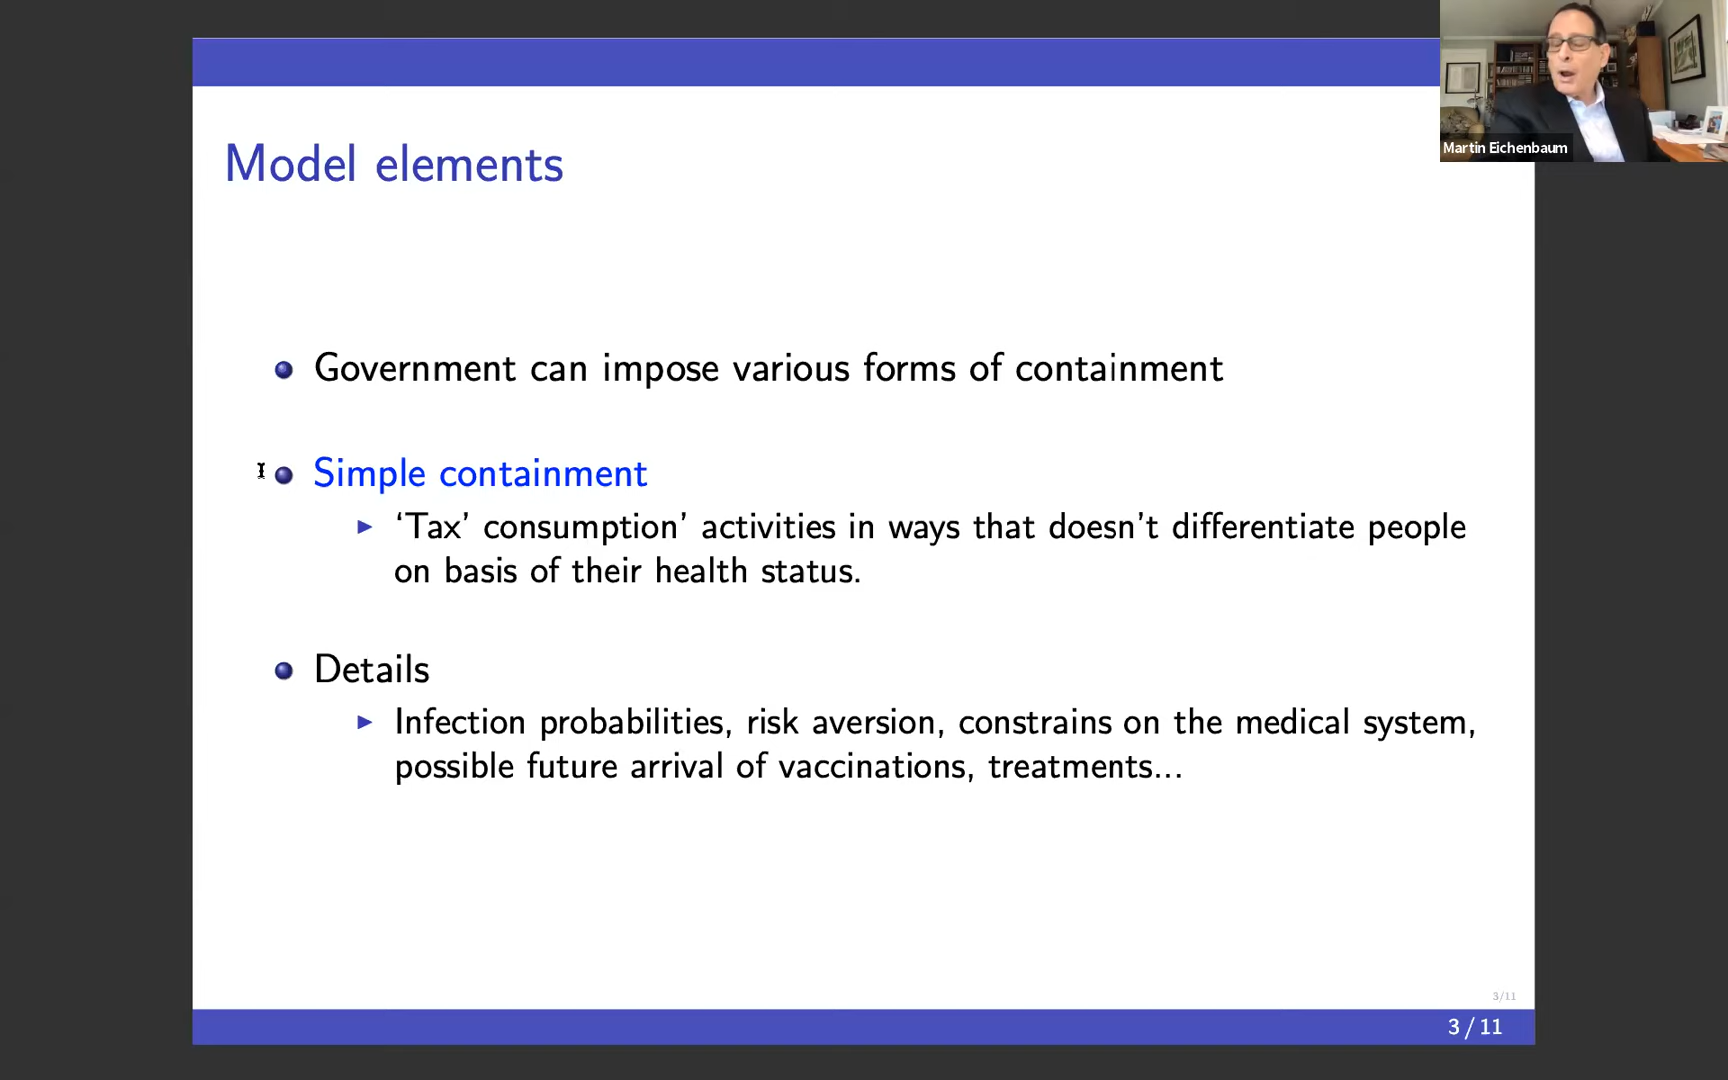 Martin Eichenbaum
Model elements
Government can impose various forms of containment
Simple containment
‘Tax’ consumption’ activities in ways that doesn’t differentiate people
on basis of their health status.
Details
Infection probabilities, risk aversion, constrains on the medical system,
possible future arrival of vaccinations, treatments...
3/11
3 / 11